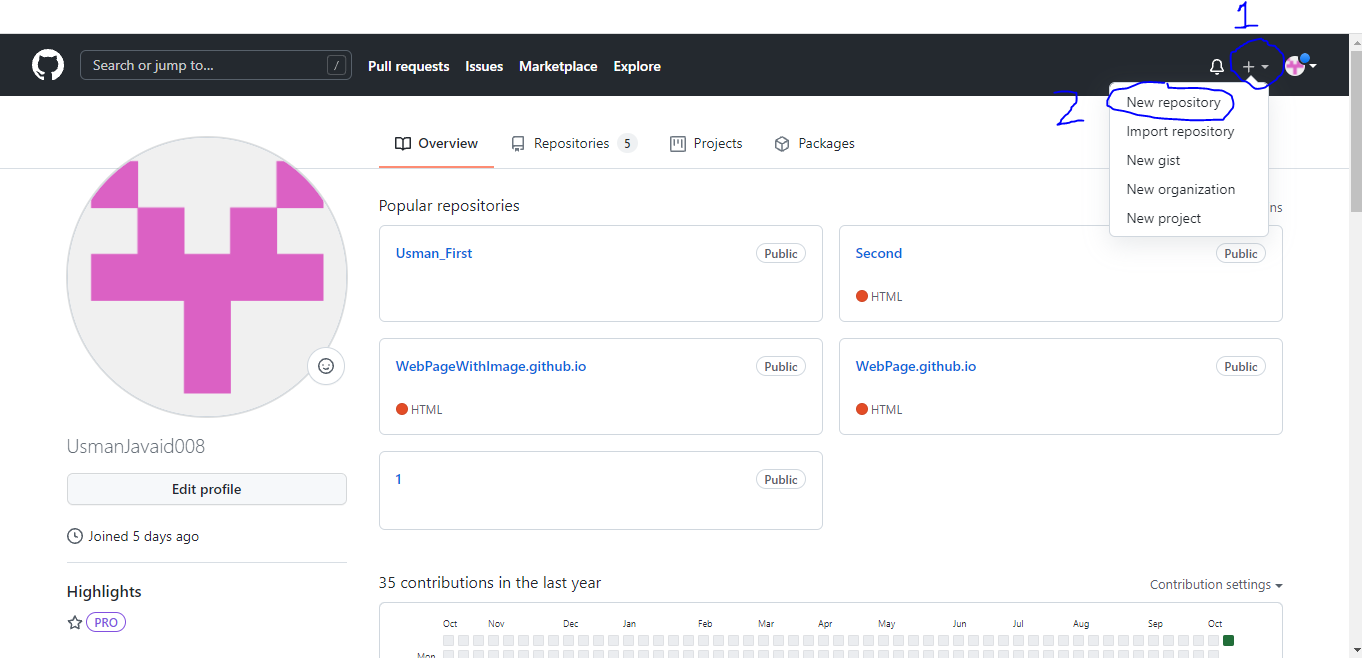 1
Search or jump to... /
Pull requests Issues Marketplace Explore
2
New repository
Import repository
New gist
New organization
New project
Overview Repositories 5 Projects Packages
Popular repositories
ns
Usman_First Public
Second Public
HTML
WebPageWithImage.github.io Public
HTML
WebPage.github.io Public
HTML
1 Public
UsmanJavaid008
Edit profile
Joined 5 days ago
Highlights
PRO
35 contributions in the last year
Contribution settings
Oct Nov Dec Jan Feb Mar Apr May Jun Jul Aug Sep Oct
Mon